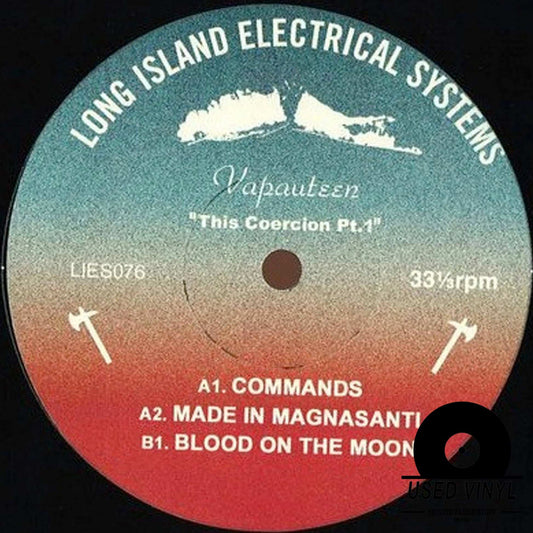 LONG ISLAND ELECTRICAL SYSTEMS
Vapauteen
"This Coercion Pt.1"
LIES076
33⅓rpm
A1. COMMANDS
A2. MADE IN MAGNASANTI
B1. BLOOD ON THE MOON
USED VINYL